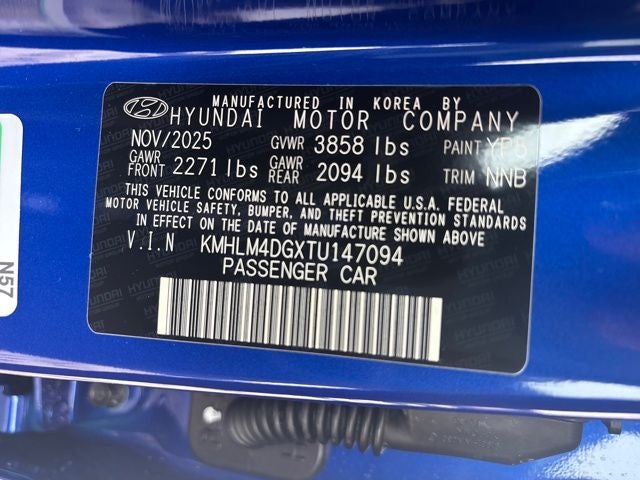 MANUFACTURED IN KOREA BY
HYUNDAI MOTOR COMPANY
NOV/2025 GVWR 3858 lbs PAINT YP5
GAWR FRONT 2271 lbs GAWR REAR 2094 lbs TRIM NNB
THIS VEHICLE CONFORMS TO ALL APPLICABLE U.S.A. FEDERAL
MOTOR VEHICLE SAFETY, BUMPER, AND THEFT PREVENTION STANDARDS
IN EFFECT ON THE DATE OF MANUFACTURE SHOWN ABOVE
V.I.N KMHLM4DGXTU147094
PASSENGER CAR
N57